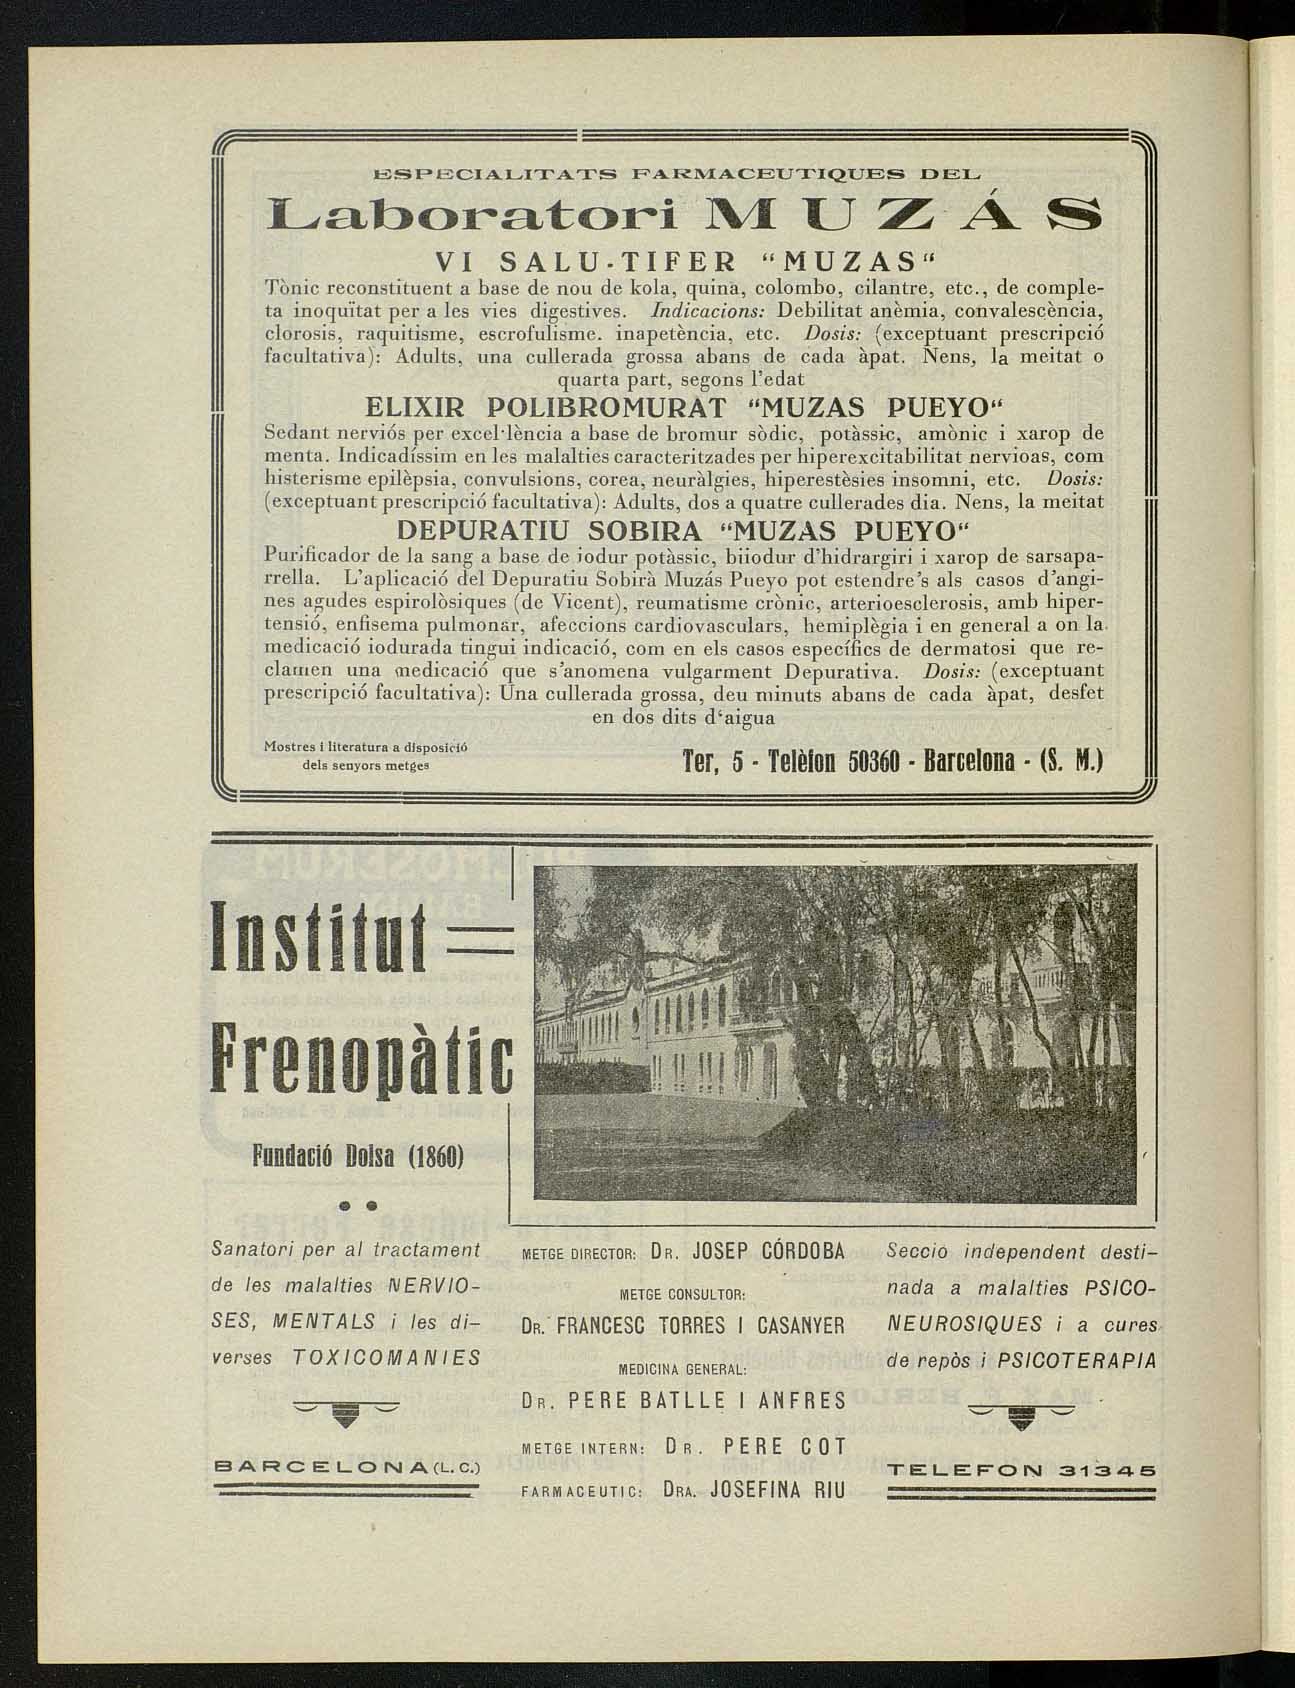 ESPECIALITATS FARMACEUTIQUES DEL
Laboratori MUZÁS
VI SALU-TIFER "MUZAS"
Tònic reconstituent a base de nou de kola, quina, colombo, cilantre, etc., de comple-
ta inoquïtat per a les vies digestives. Indicacions: Debilitat anèmia, convalescència,
clorosis, raquitisme, escrofulisme. inapetència, etc. Dosis: (exceptuant prescripció
facultativa): Adults, una cullerada grossa abans de cada àpat. Nens, la meitat o
quarta part, segons l'edat
ELIXIR POLIBROMURAT "MUZAS PUEYO"
Sedant nerviós per excel·lència a base de bromur sòdic, potàssic, amònic i xarop de
menta. Indicadíssim en les malalties caracteritzades per hiperexcitabilitat nervioas, com
histerisme epilèpsia, convulsions, corea, neuràlgies, hiperestèsies insomni, etc. Dosis:
(exceptuant prescripció facultativa): Adults, dos a quatre cullerades dia. Nens, la meitat
DEPURATIU SOBIRA "MUZAS PUEYO"
Purificador de la sang a base de iodur potàssic, biiodur d'hidrargiri i xarop de sarsapa-
rrella. L'aplicació del Depuratiu Sobirà Muzás Pueyo pot estendre's als casos d'angi-
nes agudes espirolòsiques (de Vicent), reumatisme crònic, arterioesclerosis, amb hiper-
tensió, enfisema pulmonar, afeccions cardiovasculars, hemiplègia i en general a on la
medicació iodurada tingui indicació, com en els casos específics de dermatosi que re-
clamen una medicació que s'anomena vulgarment Depurativa. Dosis: (exceptuant
prescripció facultativa): Una cullerada grossa, deu minuts abans de cada àpat, desfet
en dos dits d'aigua
Mostres i literatura a disposició
dels senyors metges
Ter, 5 - Telèfon 50360 - Barcelona - (S. M.)
Institut
Frenopàtic
Fundació Dolsa (1860)
Sanatori per al tractament
de les malalties NERVIO-
SES, MENTALS i les di-
verses TOXICOMANIES
BARCELONA (L. C.)
METGE DIRECTOR: DR. JOSEP CÓRDOBA
METGE CONSULTOR:
DR. FRANCESC TORRES I CASANYER
MEDICINA GENERAL:
DR. PERE BATLLE I ANFRES
METGE INTERN: DR. PERE COT
FARMACEUTIC: DRA. JOSEFINA RIU
Secció independent desti-
nada a malalties PSICO-
NEUROSIQUES i a cures
de repòs i PSICOTERAPIA
TELEFON 31345